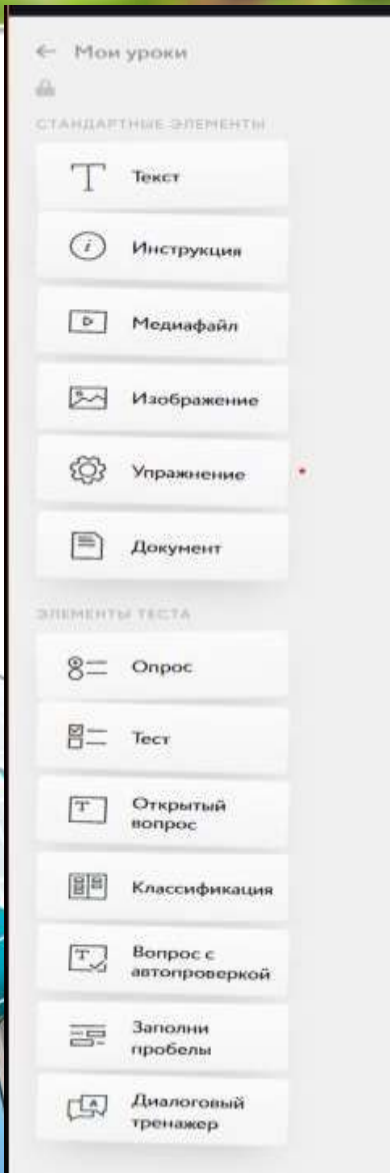 ← Мои уроки
СТАНДАРТНЫЕ ЭЛЕМЕНТЫ
Текст
Инструкция
Медиафайл
Изображение
Упражнение
Документ
ЭЛЕМЕНТЫ ТЕСТА
Опрос
Тест
Открытый
вопрос
Классификация
Вопрос с
автопроверкой
Заполни
пробелы
Диалоговый
тренажер